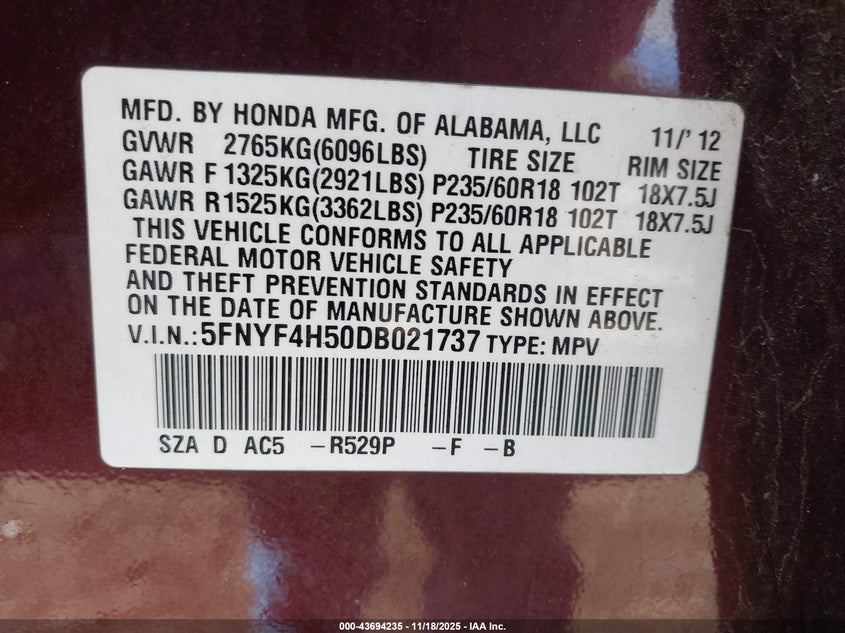 MFD. BY HONDA MFG. OF ALABAMA, LLC 11/' 12
GVWR 2765KG(6096LBS) TIRE SIZE RIM SIZE
GAWR F 1325KG(2921LBS) P235/60R18 102T 18X7.5J
GAWR R 1525KG(3362LBS) P235/60R18 102T 18X7.5J
THIS VEHICLE CONFORMS TO ALL APPLICABLE
FEDERAL MOTOR VEHICLE SAFETY
AND THEFT PREVENTION STANDARDS IN EFFECT
ON THE DATE OF MANUFACTURE SHOWN ABOVE.
V.I.N.: 5FNYF4H50DB021737 TYPE: MPV
SZA D AC5 -R529P -F -B
000-43694235 - 11/18/2025 - IAA Inc.